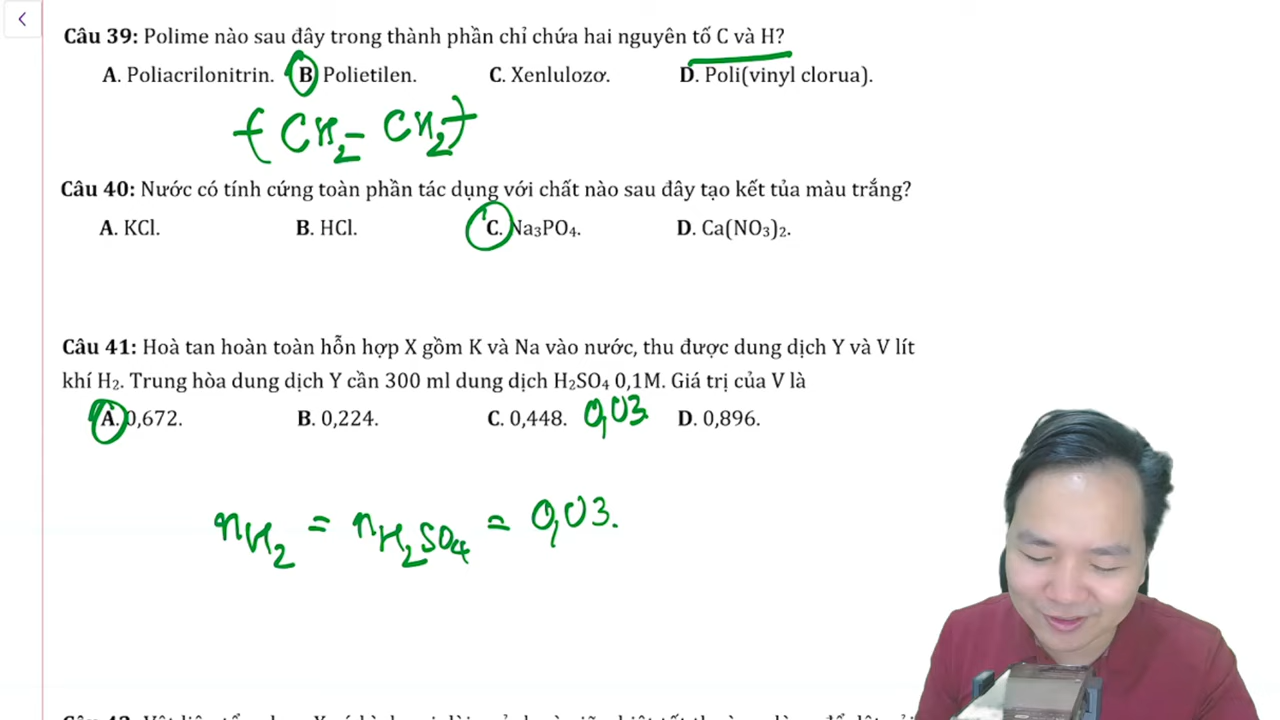 Câu 39: Polime nào sau đây trong thành phần chỉ chứa hai nguyên tố C và H?
A. Poliacrilonitrin. B Polietilen. C. Xenlulozơ. D. Poli(vinyl clorua).
( CH2 - CH2 )
Câu 40: Nước có tính cứng toàn phần tác dụng với chất nào sau đây tạo kết tủa màu trắng?
A. KCl. B. HCl. C. Na3PO4. D. Ca(NO3)2.
Câu 41: Hoà tan hoàn toàn hỗn hợp X gồm K và Na vào nước, thu được dung dịch Y và V lít
khí H2. Trung hòa dung dịch Y cần 300 ml dung dịch H2SO4 0,1M. Giá trị của V là
A. 0,672. B. 0,224. C. 0,448. 0,03 D. 0,896.
nH2 = nH2SO4 = 0,03.